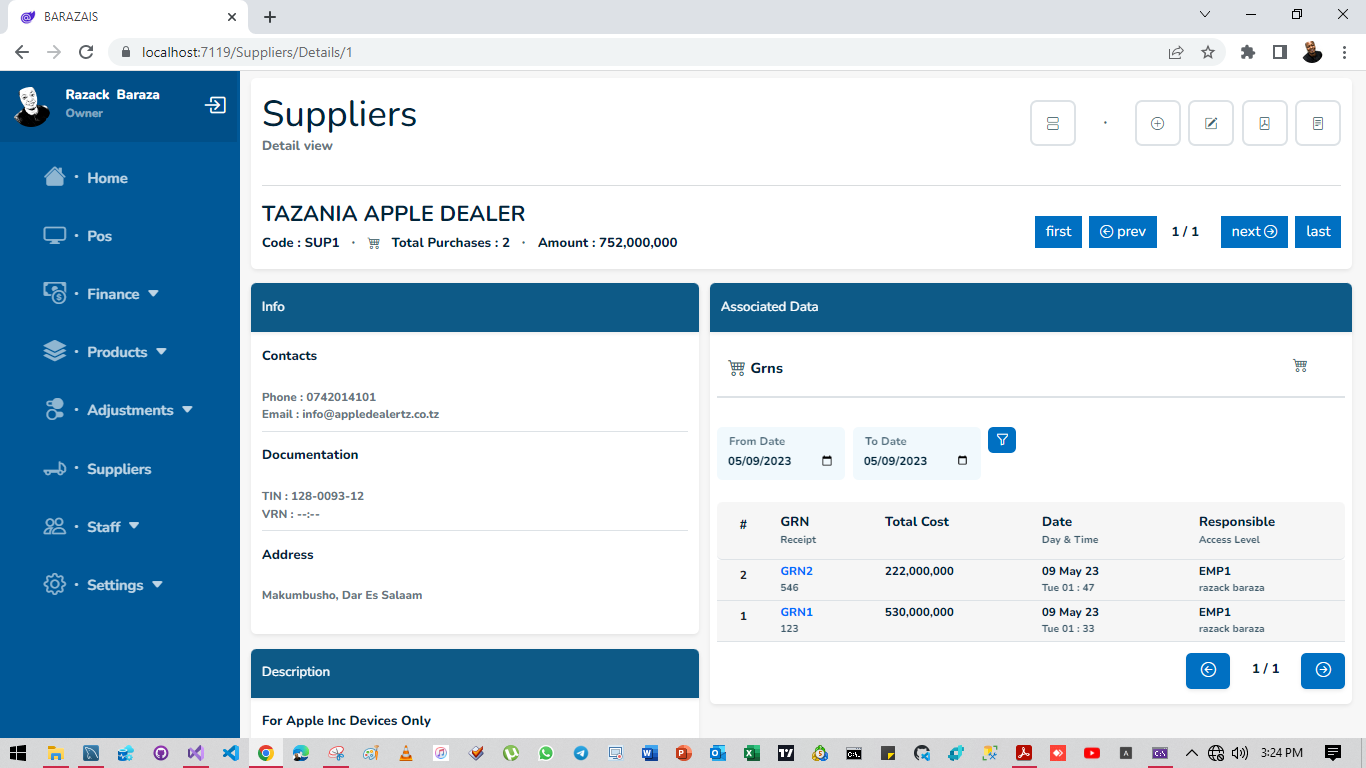 BARAZAIS
localhost:7119/Suppliers/Details/1
Razack Baraza
Owner
Home
Pos
Finance
Products
Adjustments
Suppliers
Staff
Settings
Suppliers
Detail view
TAZANIA APPLE DEALER
Code : SUP1 · Total Purchases : 2 · Amount : 752,000,000
first prev 1 / 1 next last
Info
Contacts
Phone : 0742014101
Email : info@appledealertz.co.tz
Documentation
TIN : 128-0093-12
VRN : --:--
Address
Makumbusho, Dar Es Salaam
Description
For Apple Inc Devices Only
Associated Data
Grns
From Date To Date
05/09/2023 05/09/2023
# GRN Total Cost Date Responsible
Receipt Day & Time Access Level
2 GRN2 222,000,000 09 May 23 EMP1
546 Tue 01 : 47 razack baraza
1 GRN1 530,000,000 09 May 23 EMP1
123 Tue 01 : 33 razack baraza
1 / 1
3:24 PM